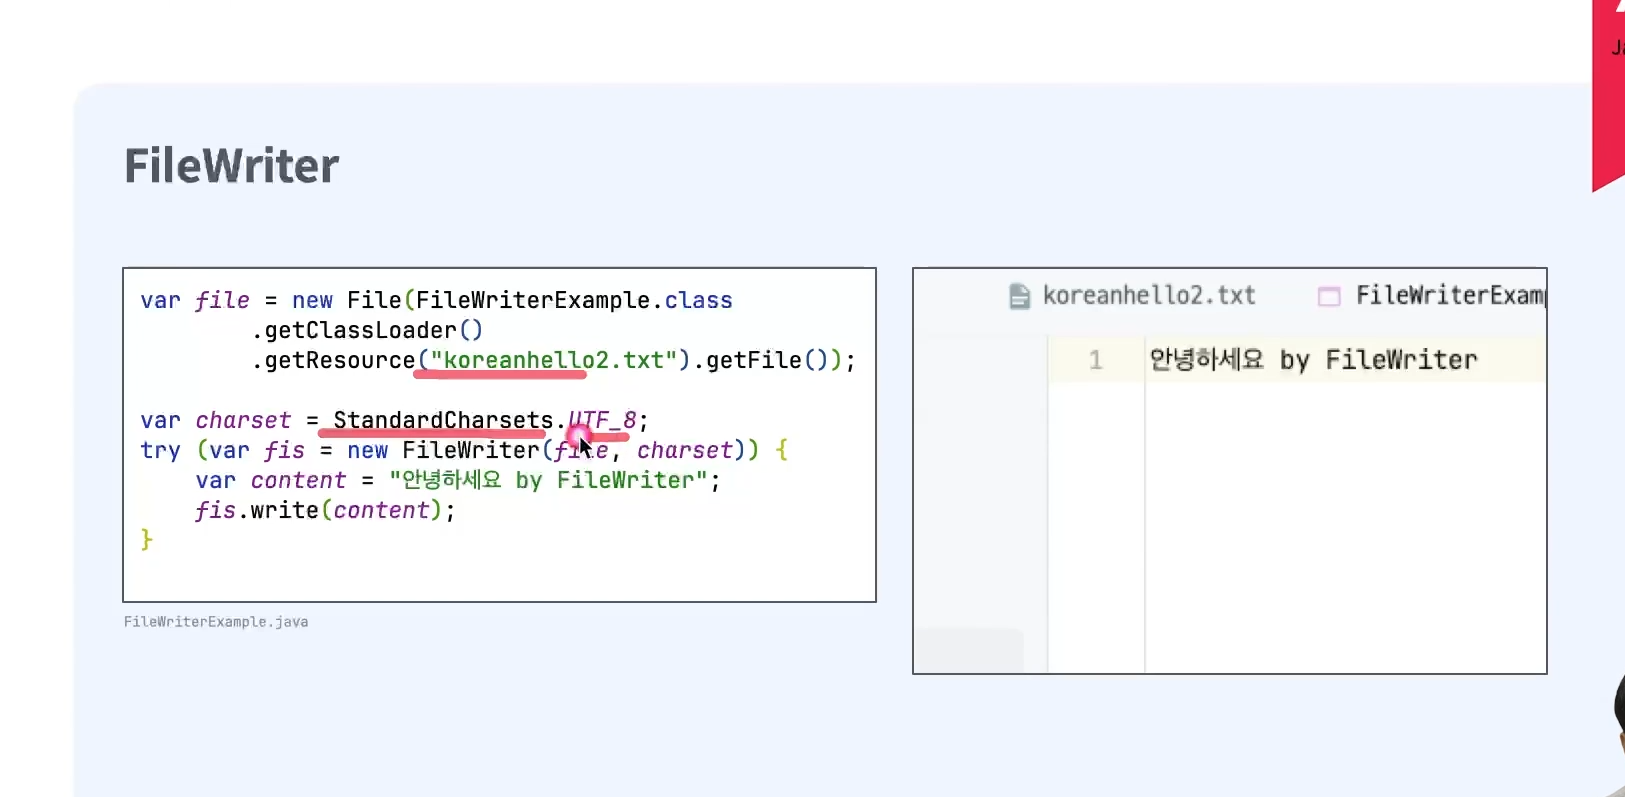 FileWriter
var file = new File(FileWriterExample.class
.getClassLoader()
.getResource("koreanhello2.txt").getFile());
var charset = StandardCharsets.UTF_8;
try (var fis = new FileWriter(file, charset)) {
var content = "안녕하세요 by FileWriter";
fis.write(content);
}
FileWriterExample.java
koreanhello2.txt
FileWriterExam
1 안녕하세요 by FileWriter